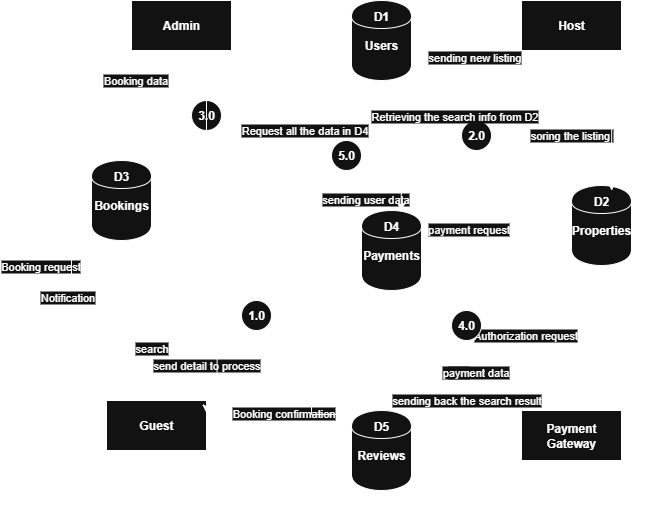 D1
Admin
Host
Users
sending new listing
Booking data
3.0
Retrieving the search info from D2
Request all the data in D4
2.0
soring the listing
5.0
D3
sending user data
D2
Bookings
D4
payment request
Properties
Payments
Booking request
Notification
1.0
4.0
Authorization request
search
send detail to process
payment data
sending back the search result
Booking confirmation
Guest
D5
Payment
Gateway
Reviews